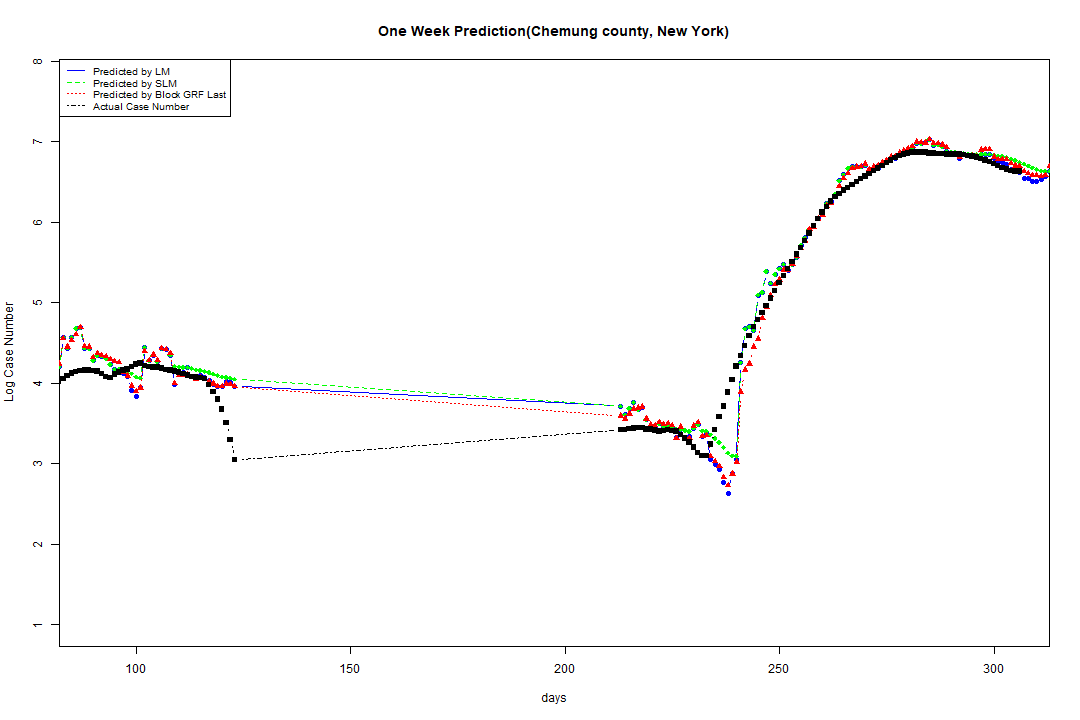 One Week Prediction(Chemung county, New York)
Predicted by LM
Predicted by SLM
Predicted by Block GRF Last
Actual Case Number
Log Case Number
8
7
6
5
4
3
2
1
100 150 200 250 300
days